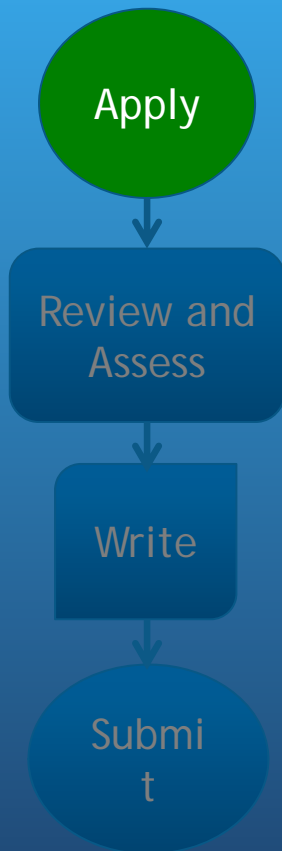 Apply
Review and
Assess
Write
Submi
t